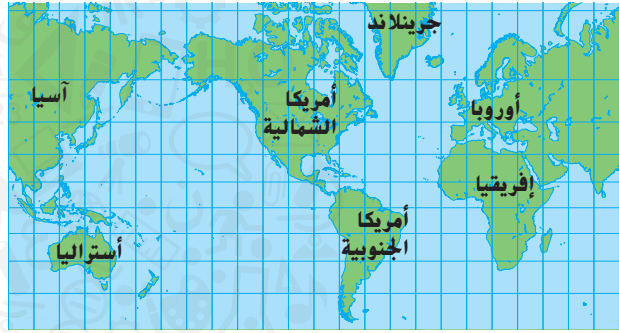 جرينلاند
آسيا
أمريكا
الشمالية
أوروبا
إفريقيا
أمريكا
الجنوبية
أستراليا